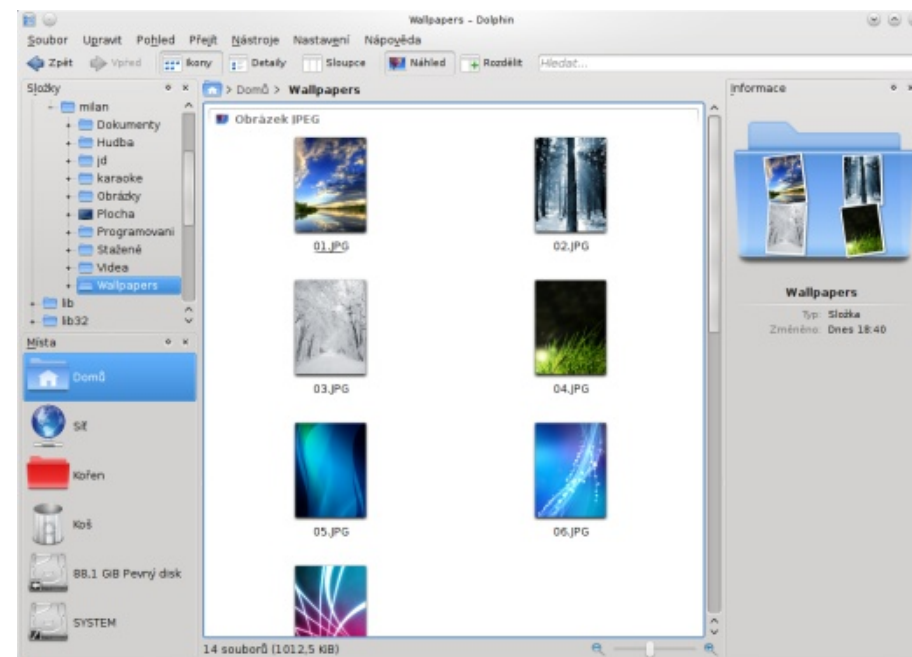 Wallpapers – Dolphin
Soubor Upravit Pohled Přejít Nástroje Nastavení Nápověda
Zpět Vpřed Ikony Detaily Sloupce Náhled Rozdělit Hledat...
Složky
milan
Dokumenty
Hudba
jd
karaoke
Obrázky
Plocha
Programovani
Stažené
Videa
Wallpapers
lib
lib32
Místa
Domů
Síť
Kořen
Koš
88.1 GiB Pevný disk
SYSTEM
> Domů > Wallpapers
Obrázek JPEG
01.JPG
02.JPG
03.JPG
04.JPG
05.JPG
06.JPG
14 souborů (1012,5 KiB)
Informace
Wallpapers
Typ: Složka
Změněno: Dnes 18:40